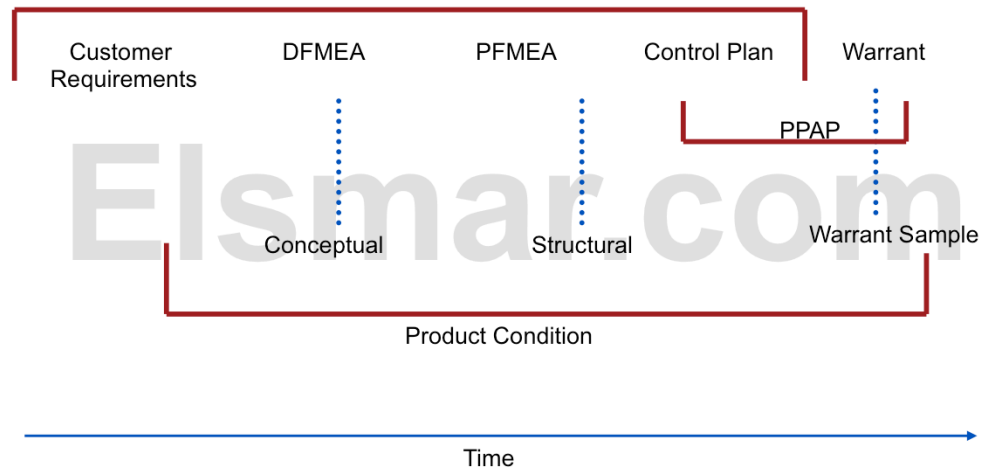 Customer
Requirements
DFMEA
PFMEA
Control Plan
Warrant
PPAP
Elsmar.com
Conceptual
Structural
Warrant Sample
Product Condition
Time